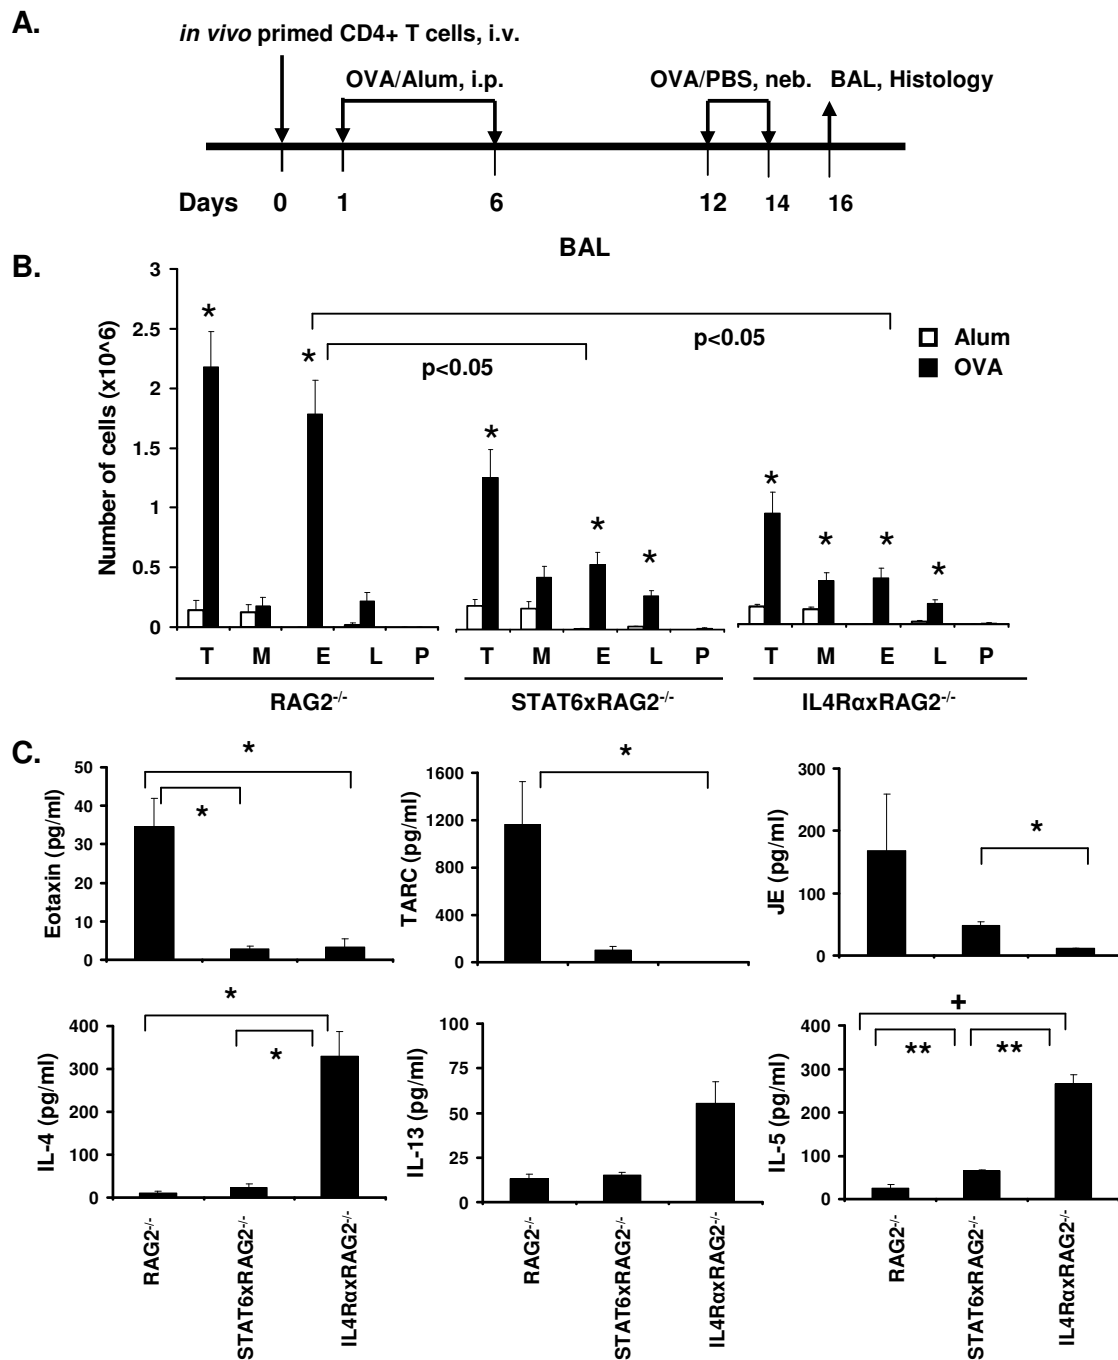 A.
in vivo primed CD4+ T cells, i.v.
OVA/Alum, i.p.
OVA/PBS, neb.
BAL, Histology
Days 0 1 6 12 14 16
B.
BAL
Number of cells (x10^6)
3
2.5
2
1.5
1
0.5
0
*
*
*
*
*
*
*
*
*
p<0.05
p<0.05
Alum
OVA
T M E L P
T M E L P
T M E L P
RAG2-/-
STAT6xRAG2-/-
IL4RαxRAG2-/-
C.
Eotaxin (pg/ml)
50
40
30
20
10
0
*
*
TARC (pg/ml)
1600
1200
800
400
0
*
JE (pg/ml)
300
200
100
0
*
IL-4 (pg/ml)
400
300
200
100
0
*
*
RAG2-/-
STAT6xRAG2-/-
IL4RαxRAG2-/-
IL-13 (pg/ml)
100
75
50
25
0
RAG2-/-
STAT6xRAG2-/-
IL4RαxRAG2-/-
IL-5 (pg/ml)
400
300
200
100
0
+
**
**
RAG2-/-
STAT6xRAG2-/-
IL4RαxRAG2-/-